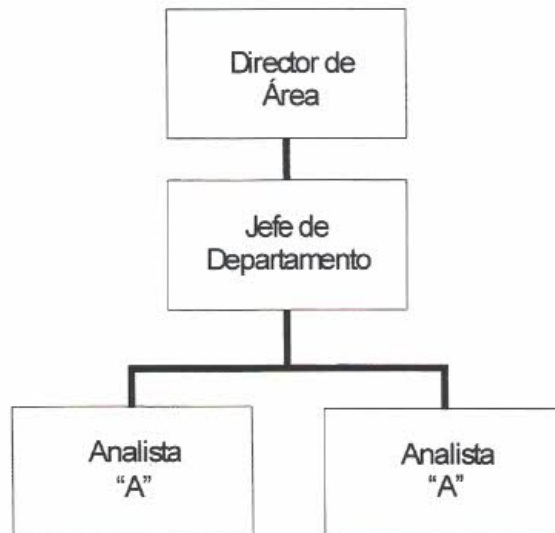 Director de
Área
Jefe de
Departamento
Analista
“A”
Analista
“A”